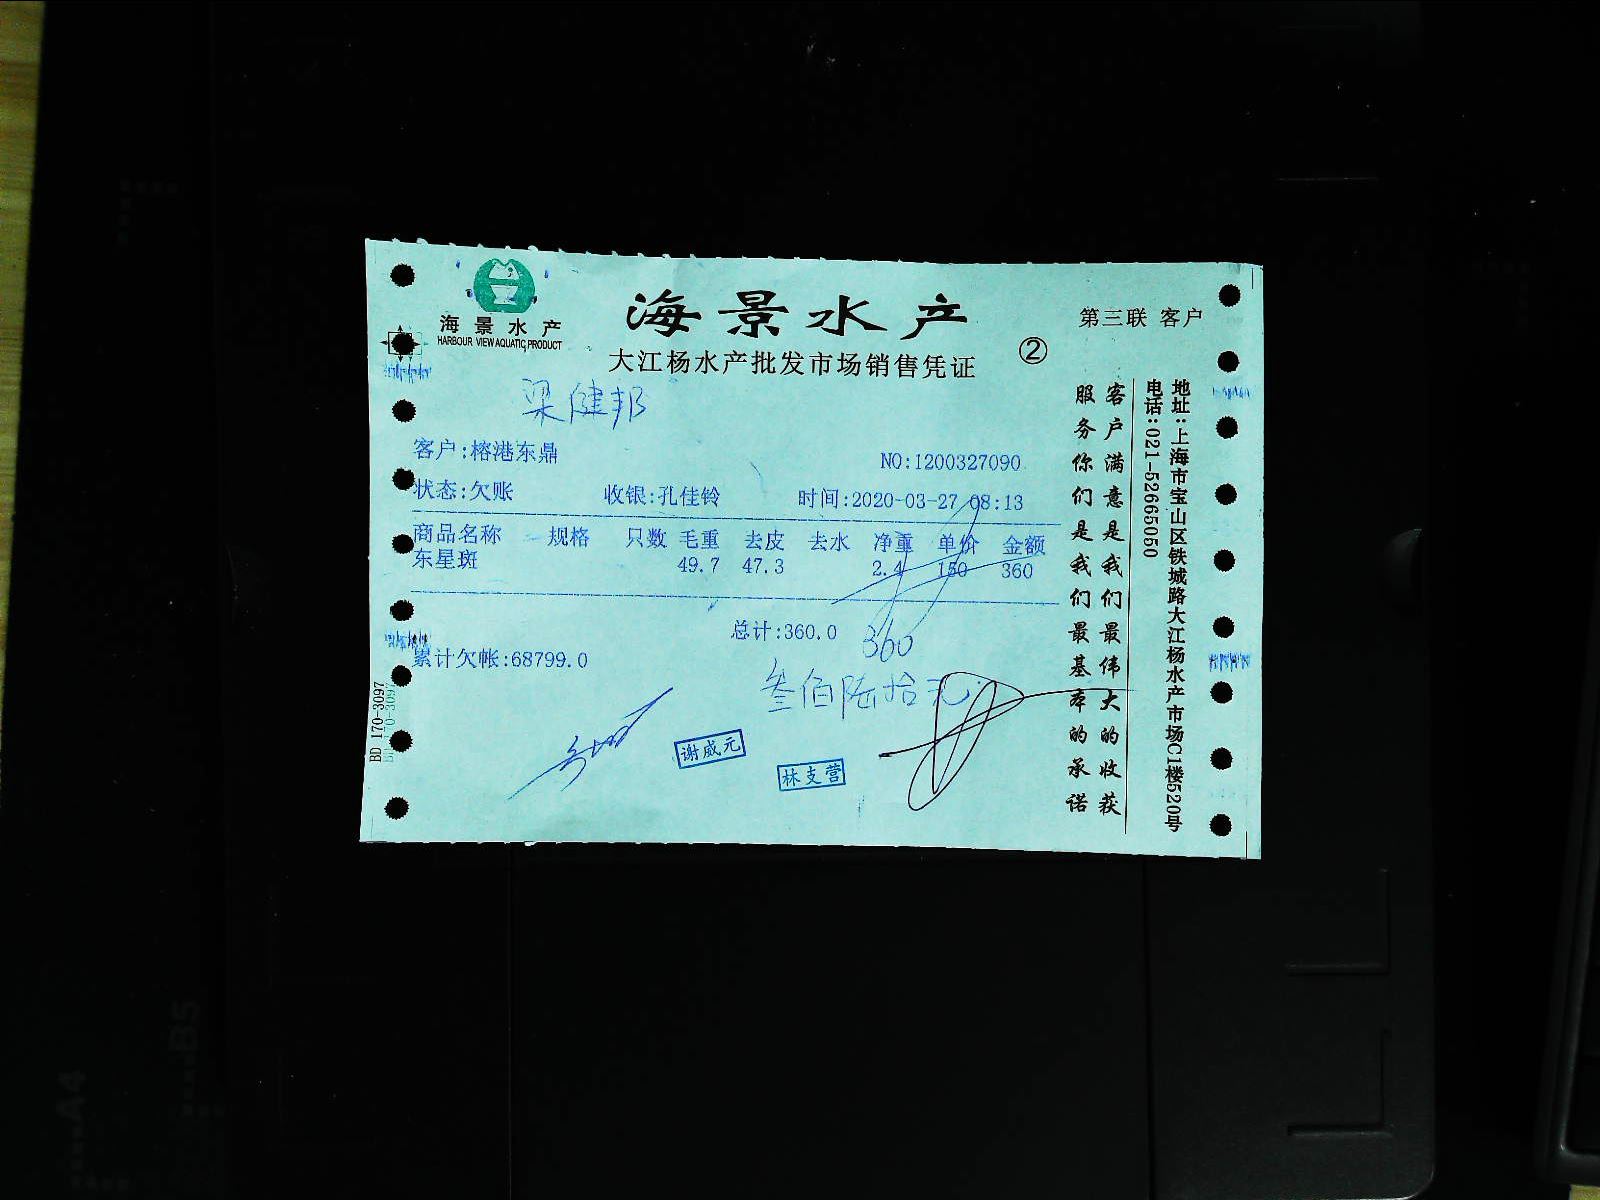 海景水产
HARBOUR VIEW AQUATIC PRODUCT
海景水产
大江杨水产批发市场销售凭证
②
第三联 客户
梁健邦
客户:榕港东鼎
NO:1200327090
状态:欠账 收银:孔佳铃 时间:2020-03-27 08:13
商品名称 规格 只数 毛重 去皮 去水 净重 单价 金额
东星斑 49.7 47.3 2.4 150 360
总计:360.0
360
累计欠帐:68799.0
叁佰陆拾元
谢威元
林支营
BD 170-3097
客户满意是我们最伟大的收获
服务你们是我们最基本的承诺
地址:上海市宝山区铁城路大江杨水产市场C1楼520号
电话:021-52665050
A4
B5